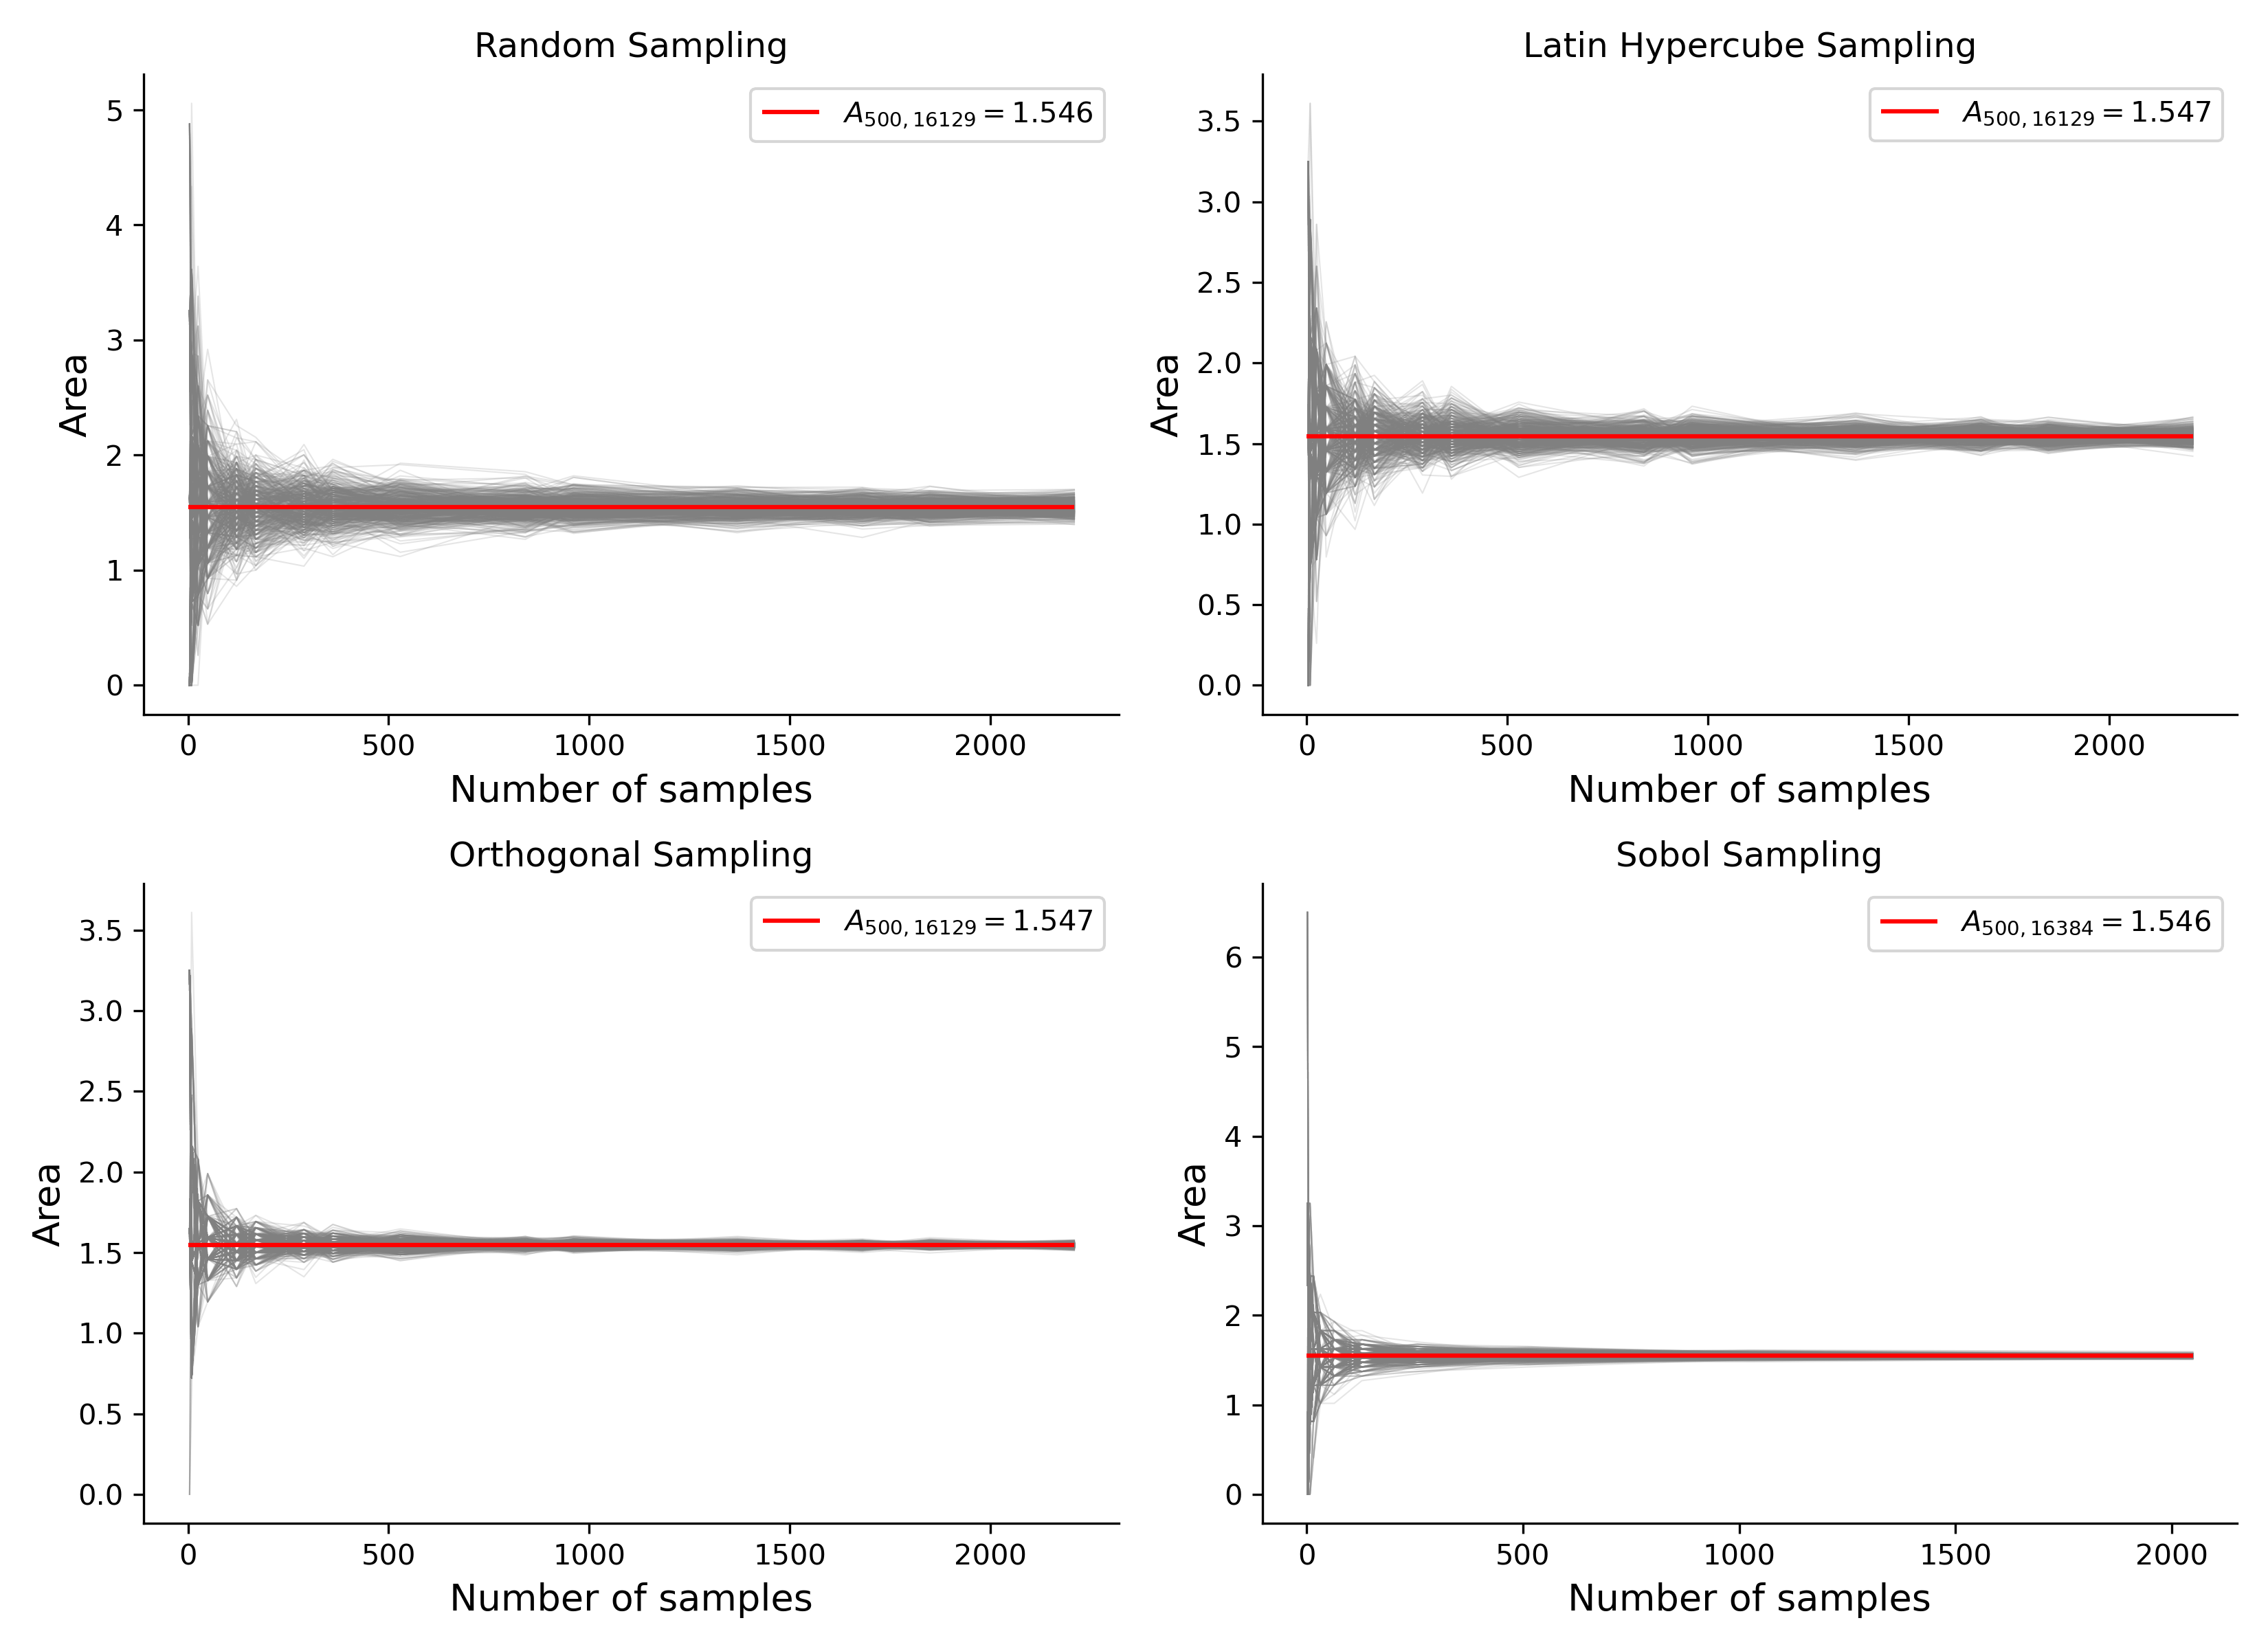 Random Sampling
Area
5
4
3
2
1
0
A500,16129 = 1.546
0 500 1000 1500 2000
Number of samples
Latin Hypercube Sampling
Area
3.5
3.0
2.5
2.0
1.5
1.0
0.5
0.0
A500,16129 = 1.547
0 500 1000 1500 2000
Number of samples
Orthogonal Sampling
Area
3.5
3.0
2.5
2.0
1.5
1.0
0.5
0.0
A500,16129 = 1.547
0 500 1000 1500 2000
Number of samples
Sobol Sampling
Area
6
5
4
3
2
1
0
A500,16384 = 1.546
0 500 1000 1500 2000
Number of samples